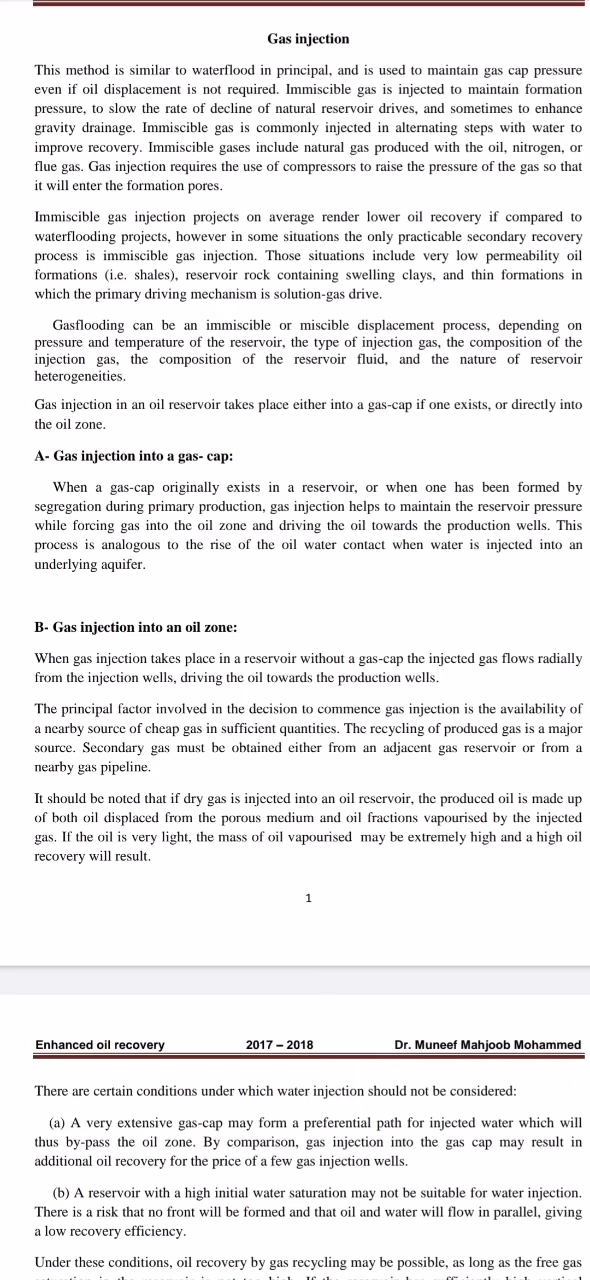 Gas injection
This method is similar to waterflood in principal, and is used to maintain gas cap pressure
even if oil displacement is not required. Immiscible gas is injected to maintain formation
pressure, to slow the rate of decline of natural reservoir drives, and sometimes to enhance
gravity drainage. Immiscible gas is commonly injected in alternating steps with water to
improve recovery. Immiscible gases include natural gas produced with the oil, nitrogen, or
flue gas. Gas injection requires the use of compressors to raise the pressure of the gas so that
it will enter the formation pores.
Immiscible gas injection projects on average render lower oil recovery if compared to
waterflooding projects, however in some situations the only practicable secondary recovery
process is immiscible gas injection. Those situations include very low permeability oil
formations (i.e. shales), reservoir rock containing swelling clays, and thin formations in
which the primary driving mechanism is solution-gas drive.
Gasflooding can be an immiscible or miscible displacement process, depending on
pressure and temperature of the reservoir, the type of injection gas, the composition of the
injection gas, the composition of the reservoir fluid, and the nature of reservoir
heterogeneities.
Gas injection in an oil reservoir takes place either into a gas-cap if one exists, or directly into
the oil zone.
A- Gas injection into a gas- cap:
When a gas-cap originally exists in a reservoir, or when one has been formed by
segregation during primary production, gas injection helps to maintain the reservoir pressure
while forcing gas into the oil zone and driving the oil towards the production wells. This
process is analogous to the rise of the oil water contact when water is injected into an
underlying aquifer.
B- Gas injection into an oil zone:
When gas injection takes place in a reservoir without a gas-cap the injected gas flows radially
from the injection wells, driving the oil towards the production wells.
The principal factor involved in the decision to commence gas injection is the availability of
a nearby source of cheap gas in sufficient quantities. The recycling of produced gas is a major
source. Secondary gas must be obtained either from an adjacent gas reservoir or from a
nearby gas pipeline.
It should be noted that if dry gas is injected into an oil reservoir, the produced oil is made up
of both oil displaced from the porous medium and oil fractions vapourised by the injected
gas. If the oil is very light, the mass of oil vapourised may be extremely high and a high oil
recovery will result.
1
Enhanced oil recovery 2017 – 2018 Dr. Muneef Mahjoob Mohammed
There are certain conditions under which water injection should not be considered:
(a) A very extensive gas-cap may form a preferential path for injected water which will
thus by-pass the oil zone. By comparison, gas injection into the gas cap may result in
additional oil recovery for the price of a few gas injection wells.
(b) A reservoir with a high initial water saturation may not be suitable for water injection.
There is a risk that no front will be formed and that oil and water will flow in parallel, giving
a low recovery efficiency.
Under these conditions, oil recovery by gas recycling may be possible, as long as the free gas